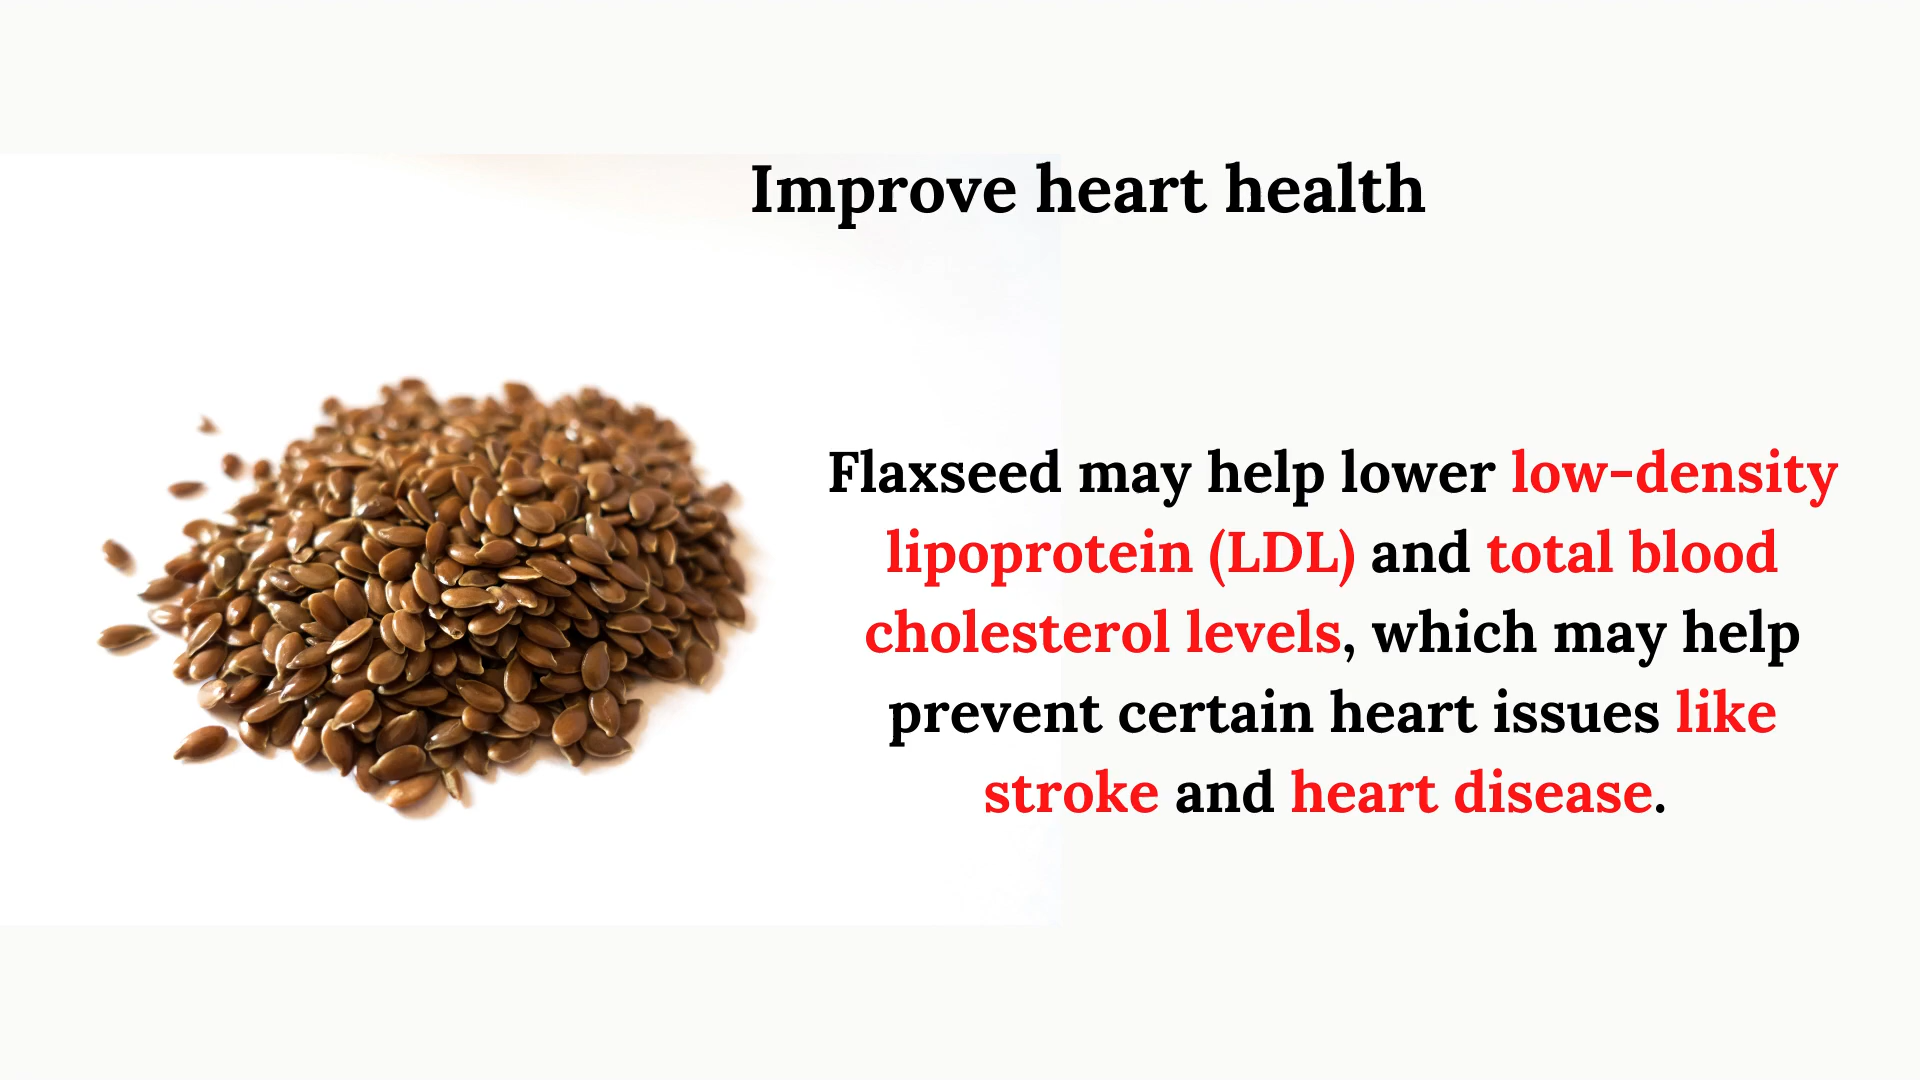 Improve heart health
Flaxseed may help lower low-density
lipoprotein (LDL) and total blood
cholesterol levels, which may help
prevent certain heart issues like
stroke and heart disease.